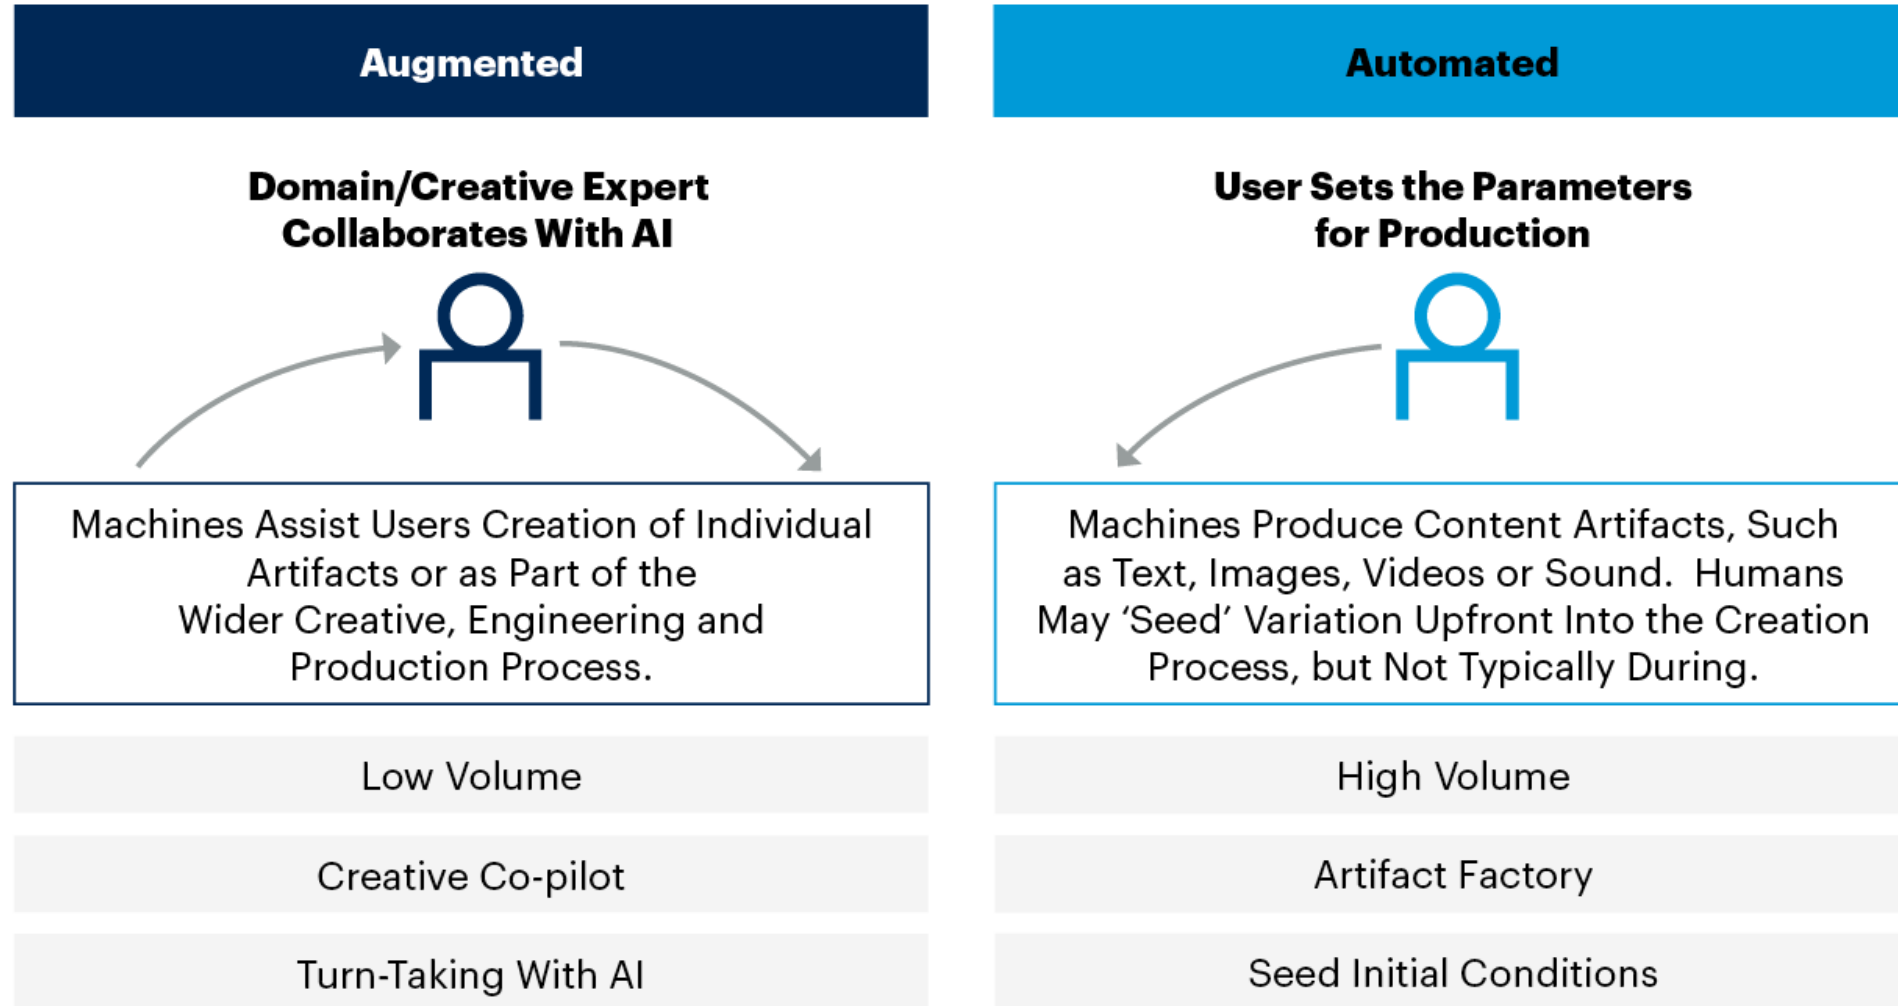 Augmented
Domain/Creative Expert
Collaborates With AI
Machines Assist Users Creation of Individual
Artifacts or as Part of the
Wider Creative, Engineering and
Production Process.
Low Volume
Creative Co-pilot
Turn-Taking With AI
Automated
User Sets the Parameters
for Production
Machines Produce Content Artifacts, Such
as Text, Images, Videos or Sound.  Humans
May ‘Seed’ Variation Upfront Into the Creation
Process, but Not Typically During.
High Volume
Artifact Factory
Seed Initial Conditions